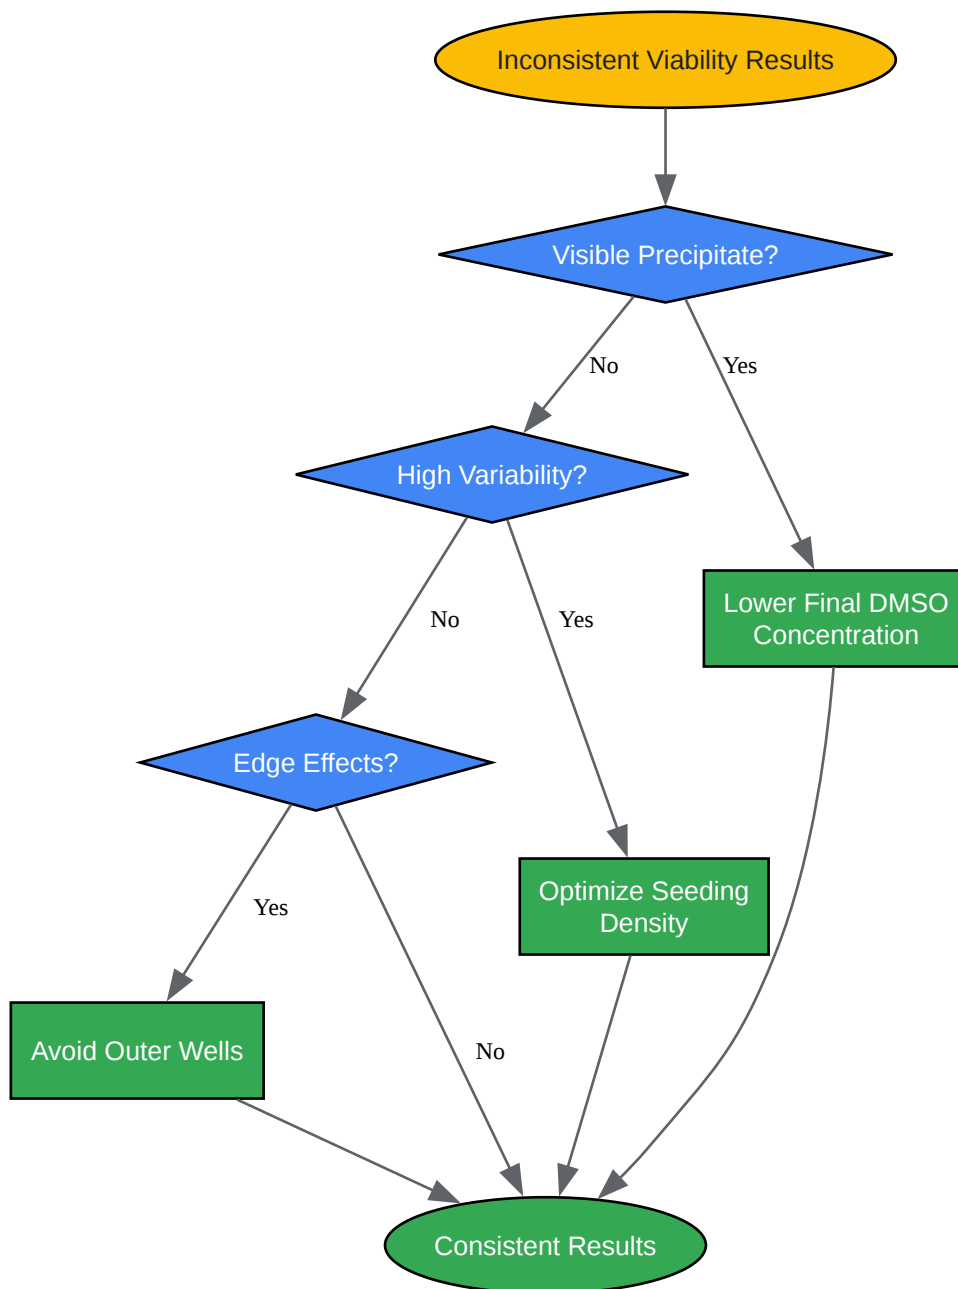 Inconsistent Viability Results
Visible Precipitate?
No
Yes
High Variability?
Lower Final DMSO
Concentration
No
Yes
Edge Effects?
Optimize Seeding
Density
Yes
Avoid Outer Wells
No
Consistent Results